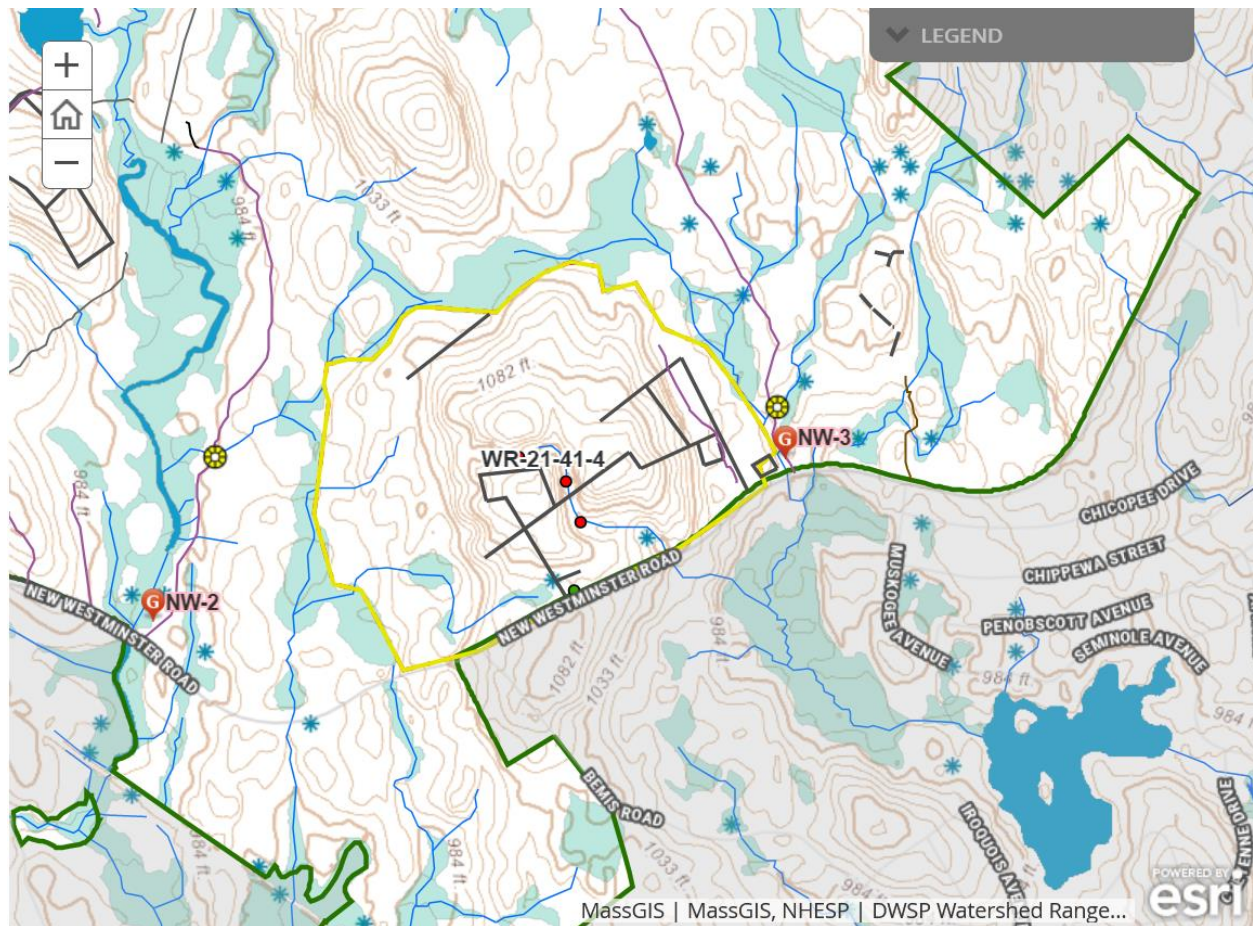 LEGEND
+
−
1033 ft.
984 ft.
1082 ft.
WR-21-41-4
G NW-3
984 ft.
CHICOPEE DRIVE
CHIPPEWA STREET
MUSKOGEE AVENUE
PENOBSCOTT AVENUE
SEMINOLE AVENUE
G NW-2
NEW WESTMINSTER ROAD
NEW WESTMINSTER ROAD
984 ft.
1082 ft.
1033 ft.
984 ft.
984 ft.
BEMIS ROAD
IROQUOIS AVE
984 ft.
984 ft.
1033 ft.
984 ft.
MassGIS | MassGIS, NHESP | DWSP Watershed Range...
POWERED BY
esri